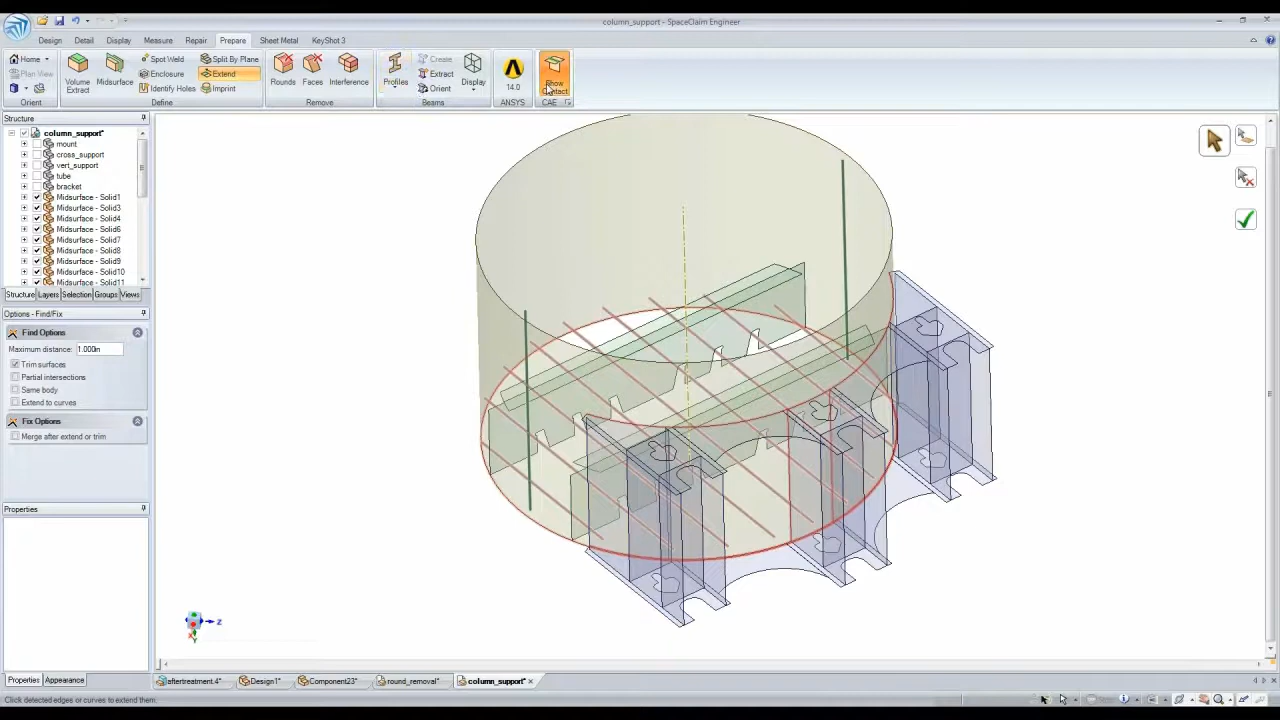 column_support - SpaceClaim Engineer
Design Detail Display Measure Repair Prepare Sheet Metal KeyShot 3
Home Spot Weld Split By Plane Create
Plan View Enclosure Extend Extract
Volume Extract Midsurface Identify Holes Imprint Rounds Faces Interference Profiles Orient Display 14.0 Show Contact
Orient Define Remove Beams ANSYS CAE
Structure
column_support*
mount
cross_support
vert_support
tube
bracket
Midsurface - Solid1
Midsurface - Solid3
Midsurface - Solid4
Midsurface - Solid6
Midsurface - Solid7
Midsurface - Solid8
Midsurface - Solid9
Midsurface - Solid10
Midsurface - Solid11
Structure Layers Selection Groups Views
Options - Find/Fix
Find Options
Maximum distance: 1.000in
Trim surfaces
Partial intersections
Same body
Extend to curves
Fix Options
Merge after extend or trim
Properties
Z
X
Y
Properties Appearance
aftertreatment.4* Design1* Component23* round_removal* column_support*
Click detected edges or curves to extend them.